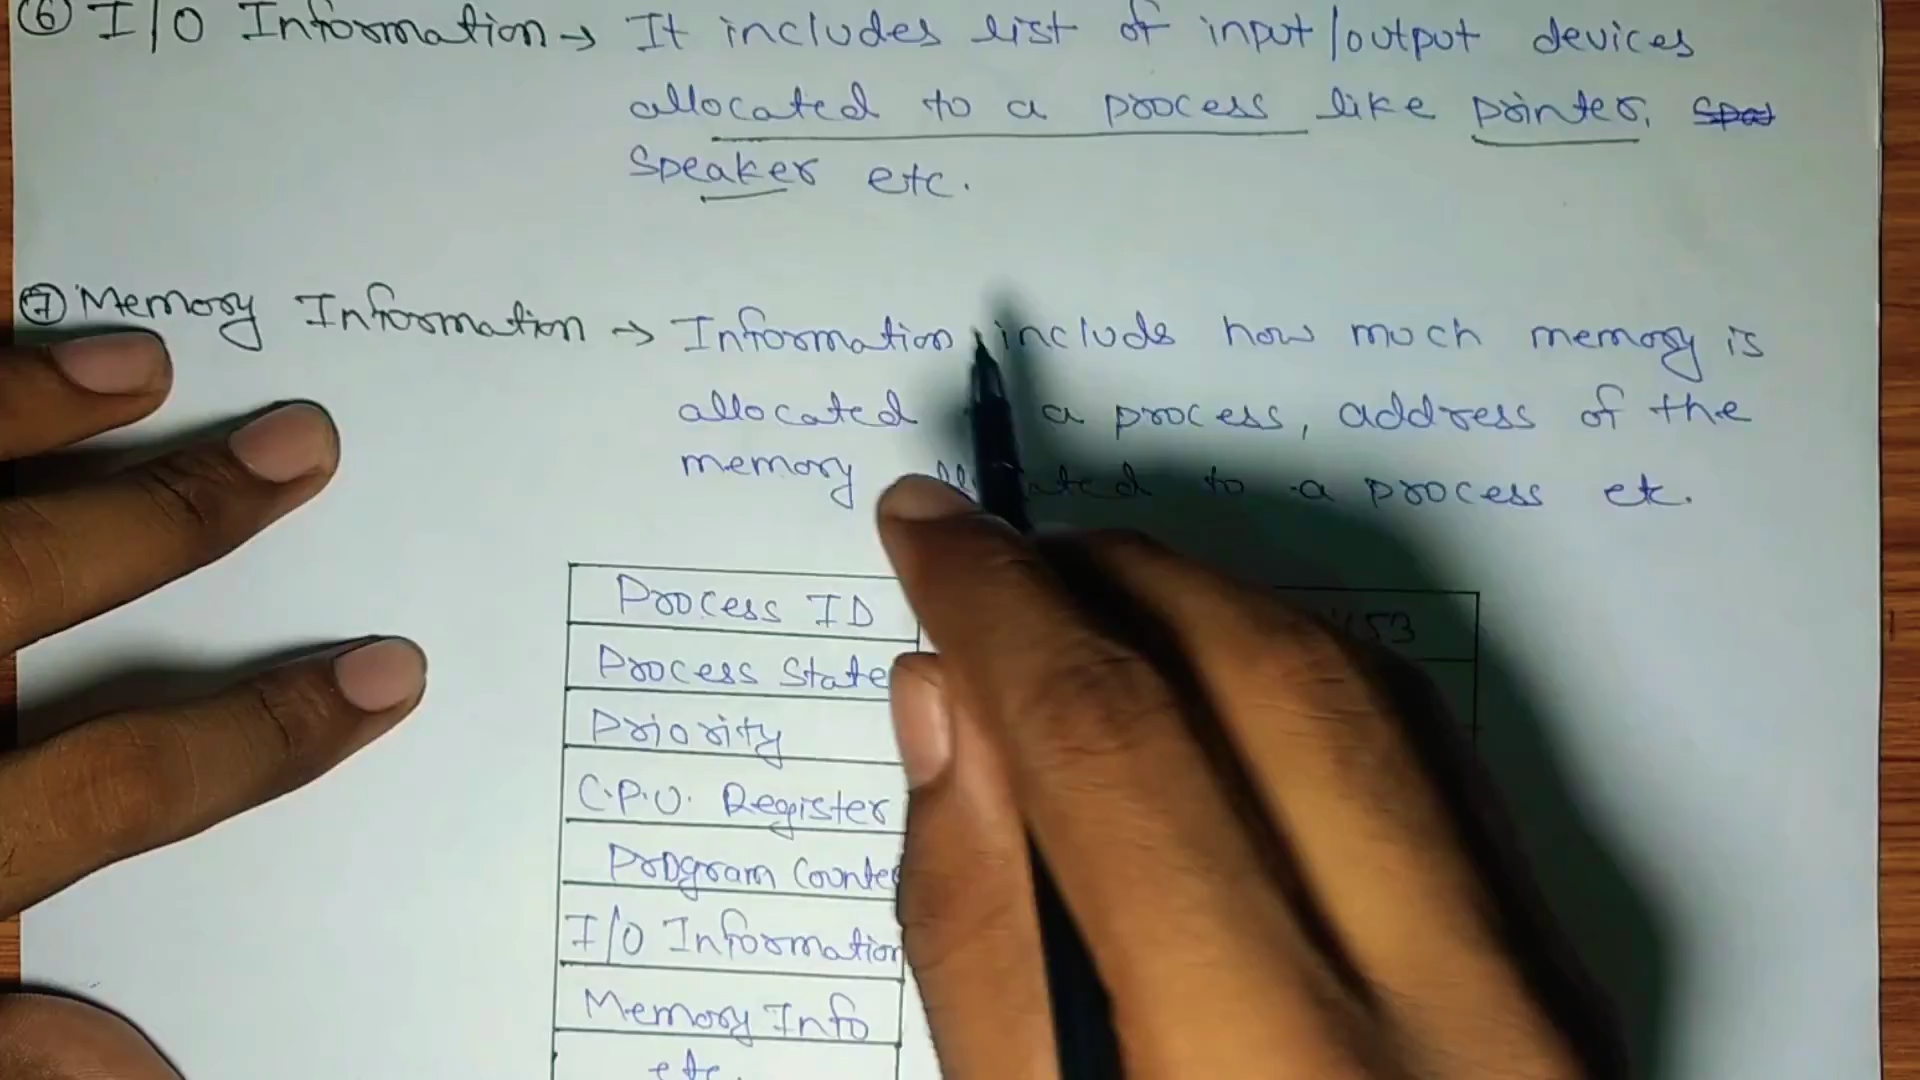 ⑥ I/O Information → It includes list of input/output devices
allocated to a process like printer,
speaker etc.
⑦ Memory Information → Information include how much memory is
allocated a process, address of the
memory to a process etc.
Process ID
Process State
Priority
C.P.U. Register
Program Counter
I/O Information
Memory Info
etc.